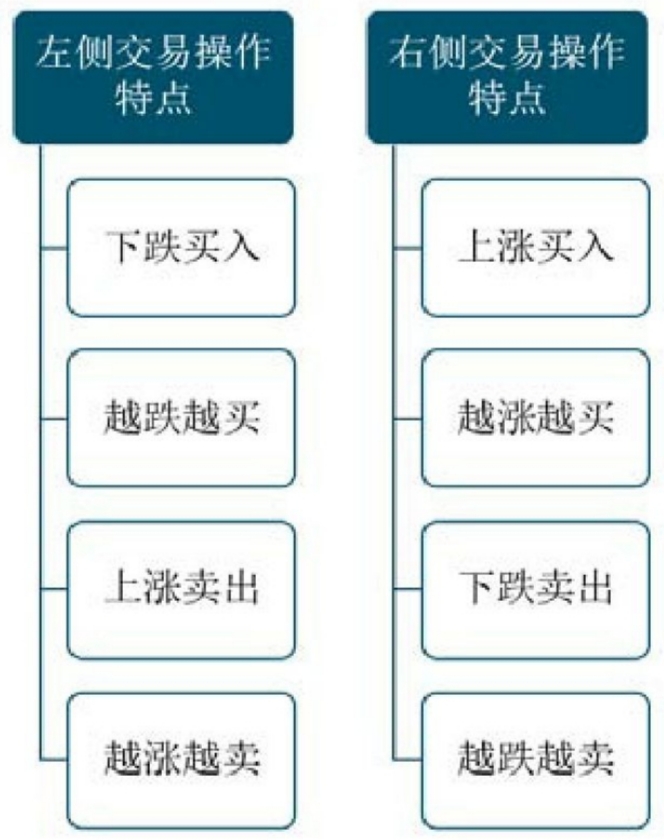 左侧交易操作
特点
下跌买入
越跌越买
上涨卖出
越涨越卖
右侧交易操作
特点
上涨买入
越涨越买
下跌卖出
越跌越卖